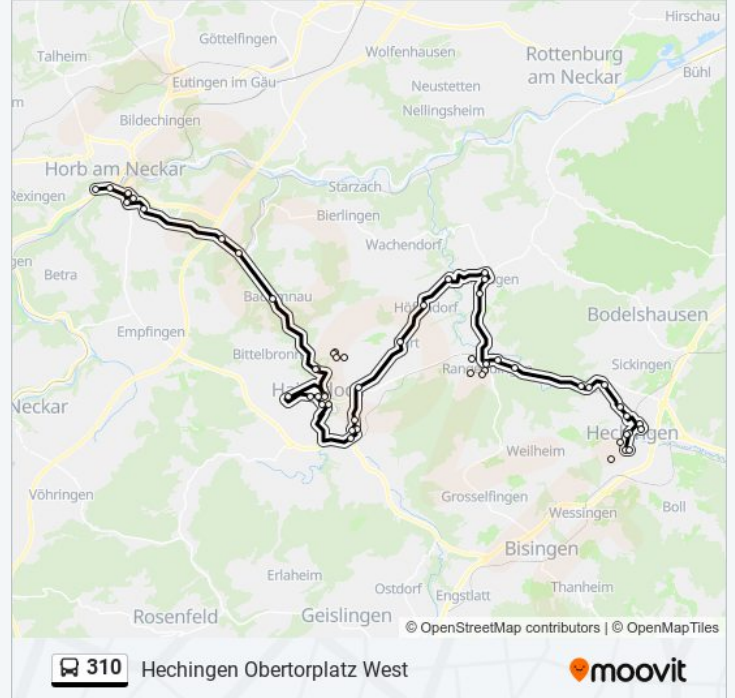 Hirschau
Göttelfingen
Talheim
Wolfenhausen
Rottenburg
am Neckar
Bühl
Eutingen im Gäu
Neustetten
Nellingsheim
Bildechingen
Horb am Neckar
Rexingen
Starzach
Bierlingen
Wachendorf
Betra
Bodelshausen
Empfingen
Bittelbronn
Sickingen
Neckar
Hechingen
Weilheim
Vöhringen
Grosselfingen
Wessingen
Boll
Bisingen
Erlaheim
Thanheim
Ostdorf
Engstlatt
Rosenfeld
Geislingen
© OpenStreetMap contributors | © OpenMapTiles
310 Hechingen Obertorplatz West
moovit